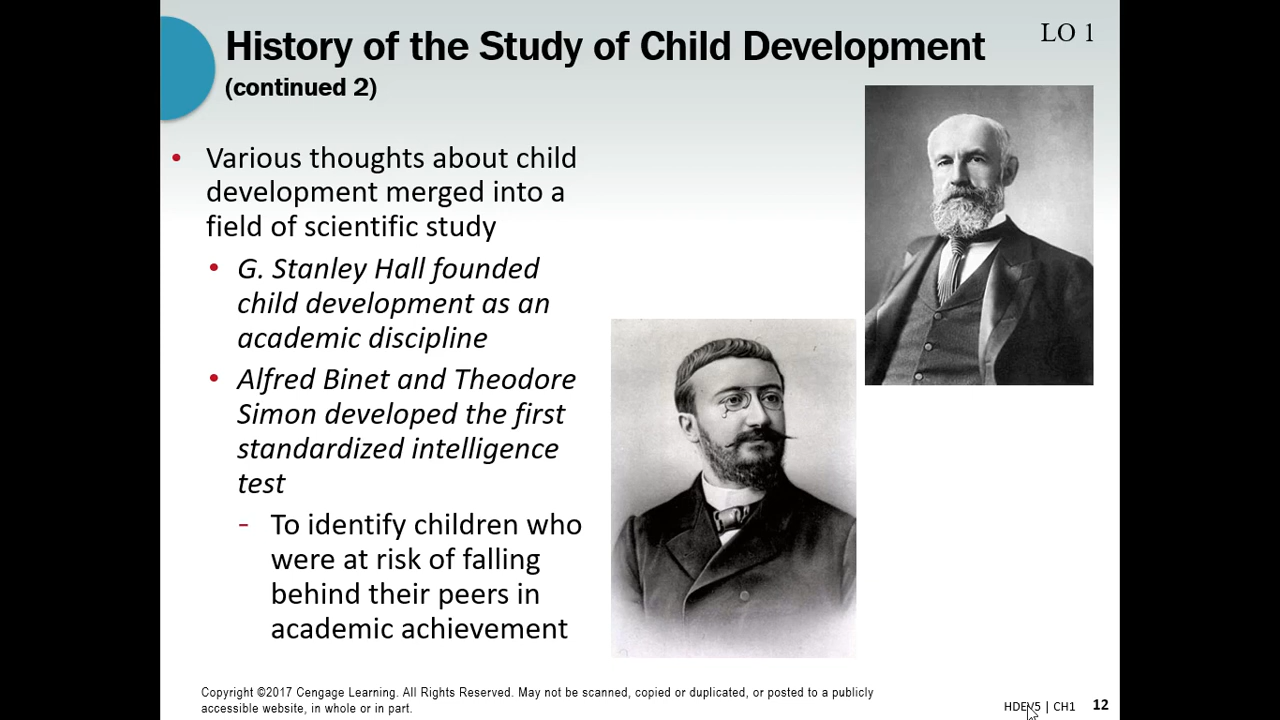 History of the Study of Child Development
(continued 2)
LO 1
• Various thoughts about child
development merged into a
field of scientific study
• G. Stanley Hall founded
child development as an
academic discipline
• Alfred Binet and Theodore
Simon developed the first
standardized intelligence
test
- To identify children who
were at risk of falling
behind their peers in
academic achievement
Copyright ©2017 Cengage Learning. All Rights Reserved. May not be scanned, copied or duplicated, or posted to a publicly
accessible website, in whole or in part.
HDEV5 | CH1 12